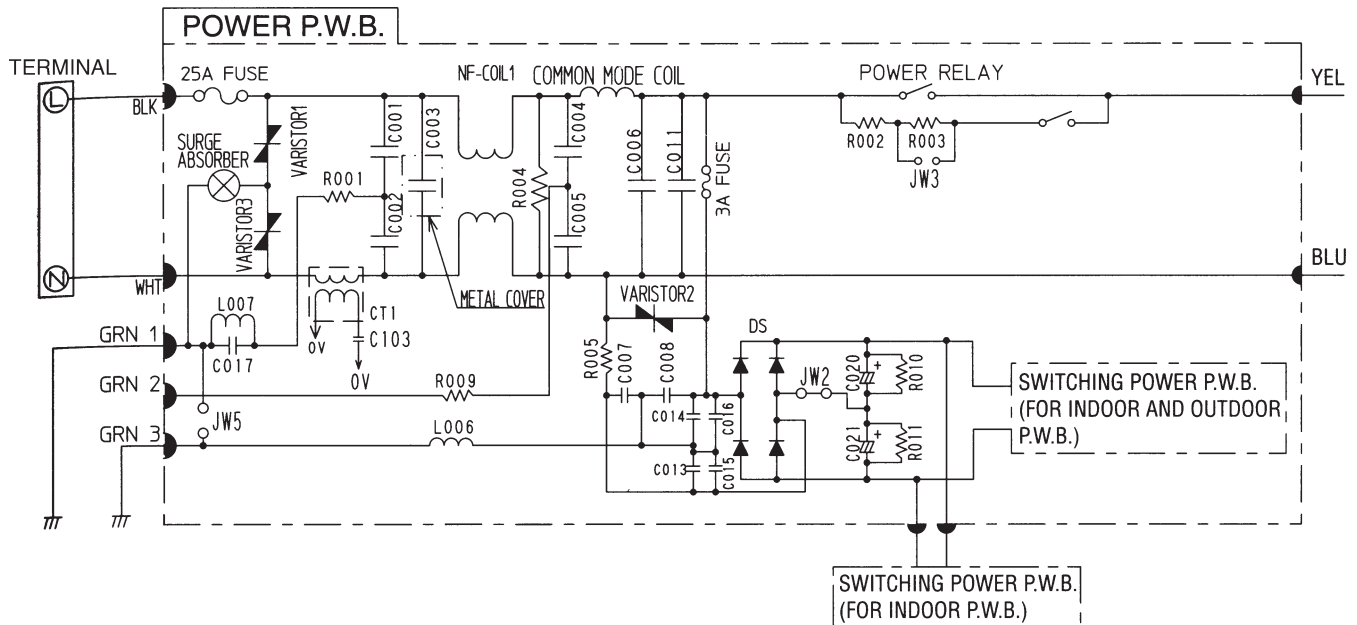 POWER P.W.B.
TERMINAL
25A FUSE
NF-COIL1
COMMON MODE COIL
POWER RELAY
YEL
L
BLK
SURGE
ABSORBER
VARISTOR1
C001
C003
C004
R002
R003
JW3
R001
R004
C006
C011
3A FUSE
VARISTOR3
C002
C005
N
WHT
BLU
METAL COVER
VARISTOR2
L007
CT1
GRN 1
C017
0V
C103
0V
DS
R005
C007
C008
JW2
C020
+
R010
SWITCHING POWER P.W.B.
(FOR INDOOR AND OUTDOOR
P.W.B.)
GRN 2
R009
C014
C016
JW5
GRN 3
L006
C021
+
R011
C013
C015
SWITCHING POWER P.W.B.
(FOR INDOOR P.W.B.)